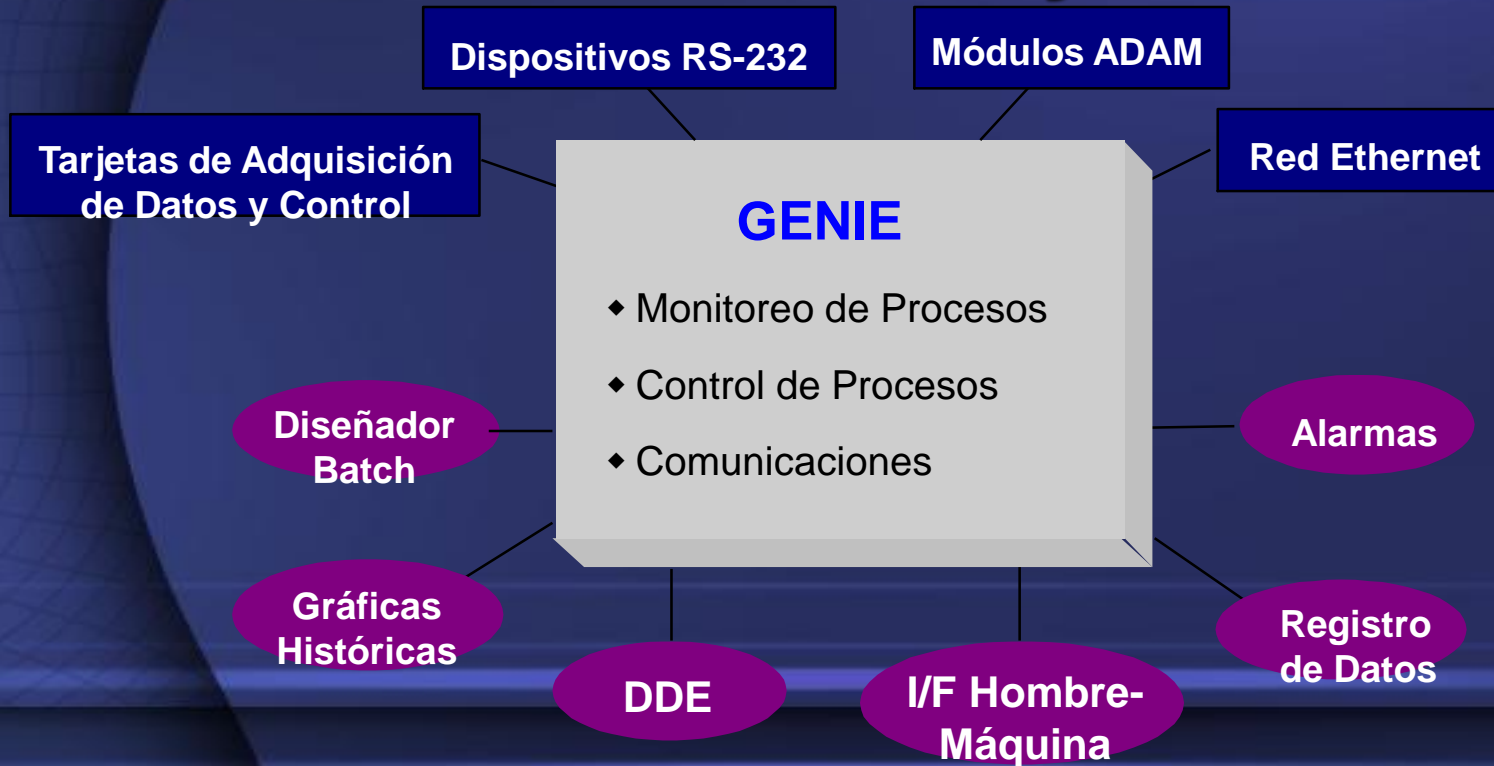 Dispositivos RS-232
Módulos ADAM
Tarjetas de Adquisición
de Datos y Control
Red Ethernet
GENIE
◆ Monitoreo de Procesos
◆ Control de Procesos
◆ Comunicaciones
Diseñador
Batch
Alarmas
Gráficas
Históricas
DDE
I/F Hombre-
Máquina
Registro
de Datos